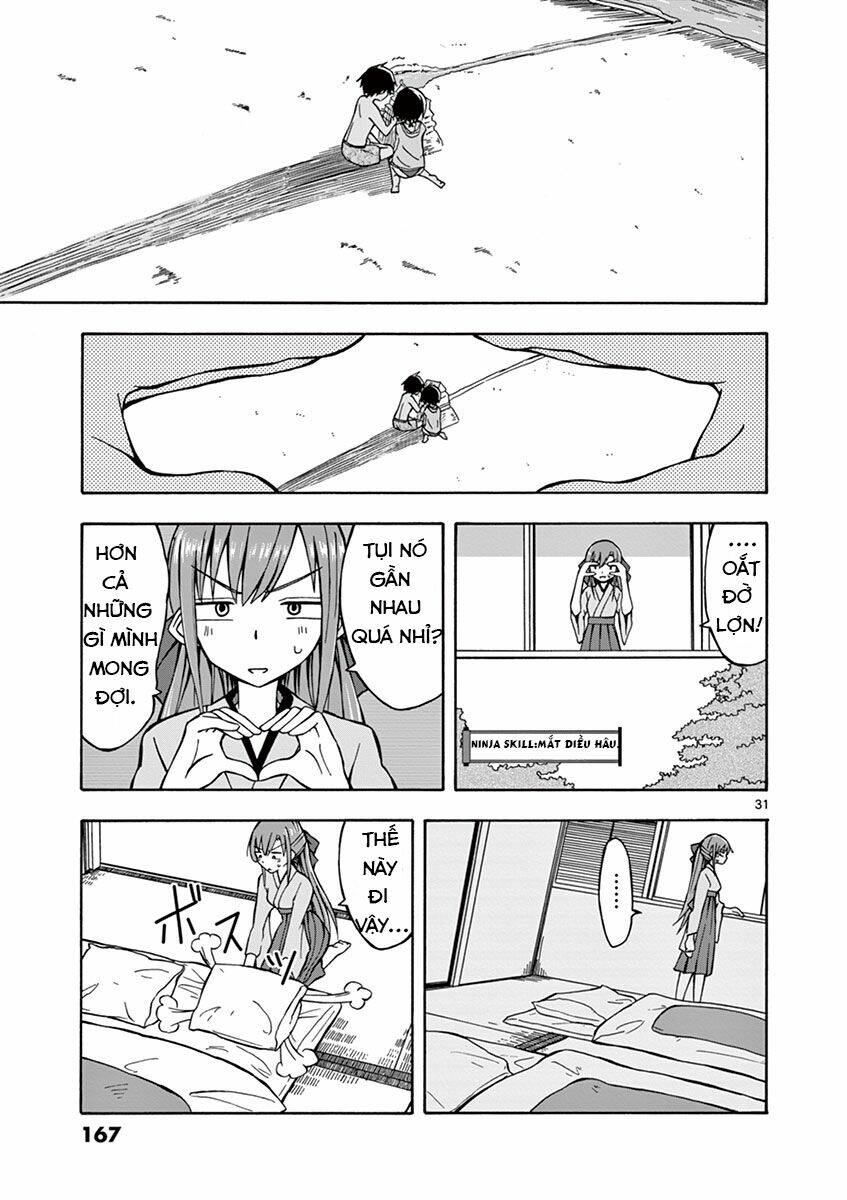 .....
OẮT
ĐỜ
LỢN!
NINJA SKILL:MẮT DIỀU HÂU.
TỤI NÓ
GẦN
NHAU
QUÁ NHỈ?
HƠN
CẢ
NHỮNG
GÌ MÌNH
MONG
ĐỢI.
31
......
THẾ
NÀY
ĐI
VẬY...
ボスッ
167